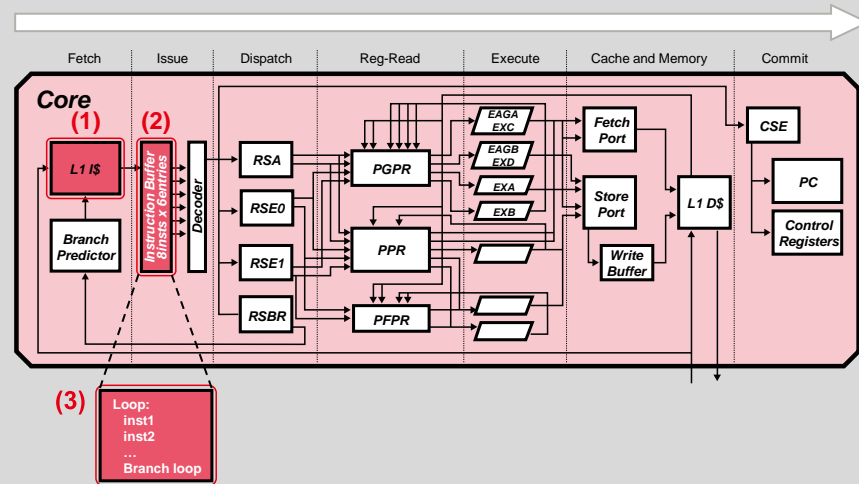 Fetch
Issue
Dispatch
Reg-Read
Execute
Cache and Memory
Commit
Core
(1)
L1 I$
Branch
Predictor
(2)
Instruction Buffer
8insts x 6entries
Decoder
RSA
RSE0
RSE1
RSBR
PGPR
PPR
PFPR
EAGA
EXC
EAGB
EXD
EXA
EXB
Fetch
Port
Store
Port
Write
Buffer
L1 D$
CSE
PC
Control
Registers
(3)
Loop:
inst1
inst2
…
Branch loop